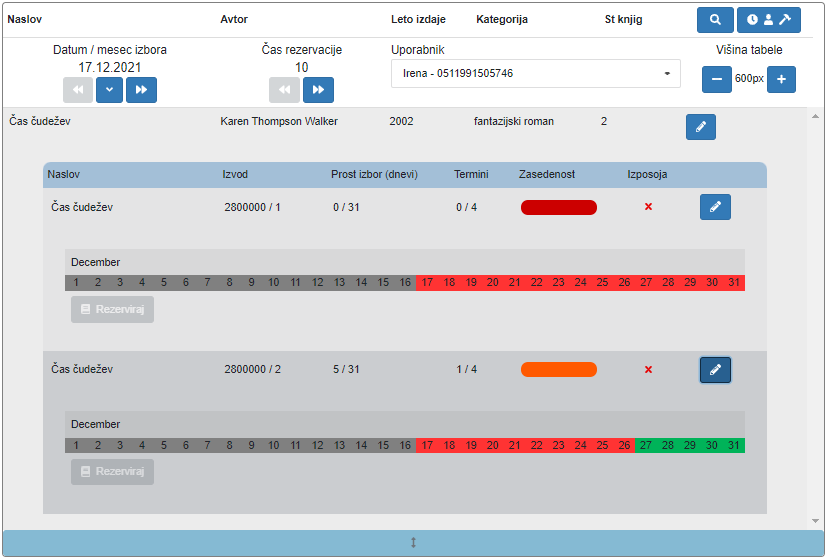 Naslov Avtor Leto izdaje Kategorija St knjig
Datum / mesec izbora Čas rezervacije Uporabnik Višina tabele
17.12.2021 10 Irena - 0511991505746 600px
Čas čudežev Karen Thompson Walker 2002 fantazijski roman 2
Naslov Izvod Prost izbor (dnevi) Termini Zasedenost Izposoja
Čas čudežev 2800000 / 1 0 / 31 0 / 4
December
1 2 3 4 5 6 7 8 9 10 11 12 13 14 15 16 17 18 19 20 21 22 23 24 25 26 27 28 29 30 31
Rezerviraj
Čas čudežev 2800000 / 2 5 / 31 1 / 4
December
1 2 3 4 5 6 7 8 9 10 11 12 13 14 15 16 17 18 19 20 21 22 23 24 25 26 27 28 29 30 31
Rezerviraj